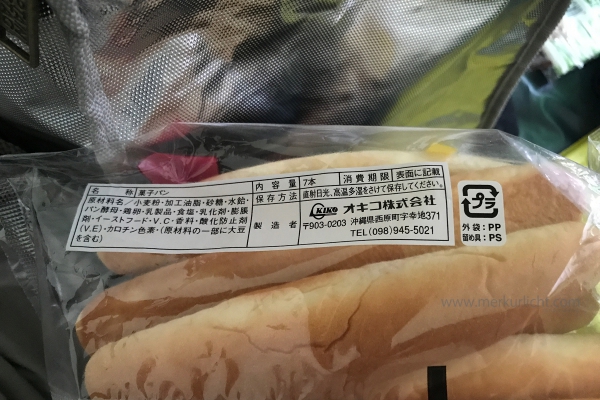 名　称 菓子パン
原材料名／小麦粉・加工油脂・砂糖・水飴・
パン酵母・鶏卵・乳製品・食塩・乳化剤・膨脹
剤・イーストフード・V.C・香料・酸化防止剤
(V.E)・カロチン色素・(原材料の一部に大豆
を含む)
内容量 7本 消費期限 表面に記載
保存方法 直射日光、高温多湿をさけて保存してください。
製造者 OKIKO オキコ株式会社
〒903-0203 沖縄県西原町字幸地371
TEL(098)945-5021
プラ
外袋:PP
留め具:PS